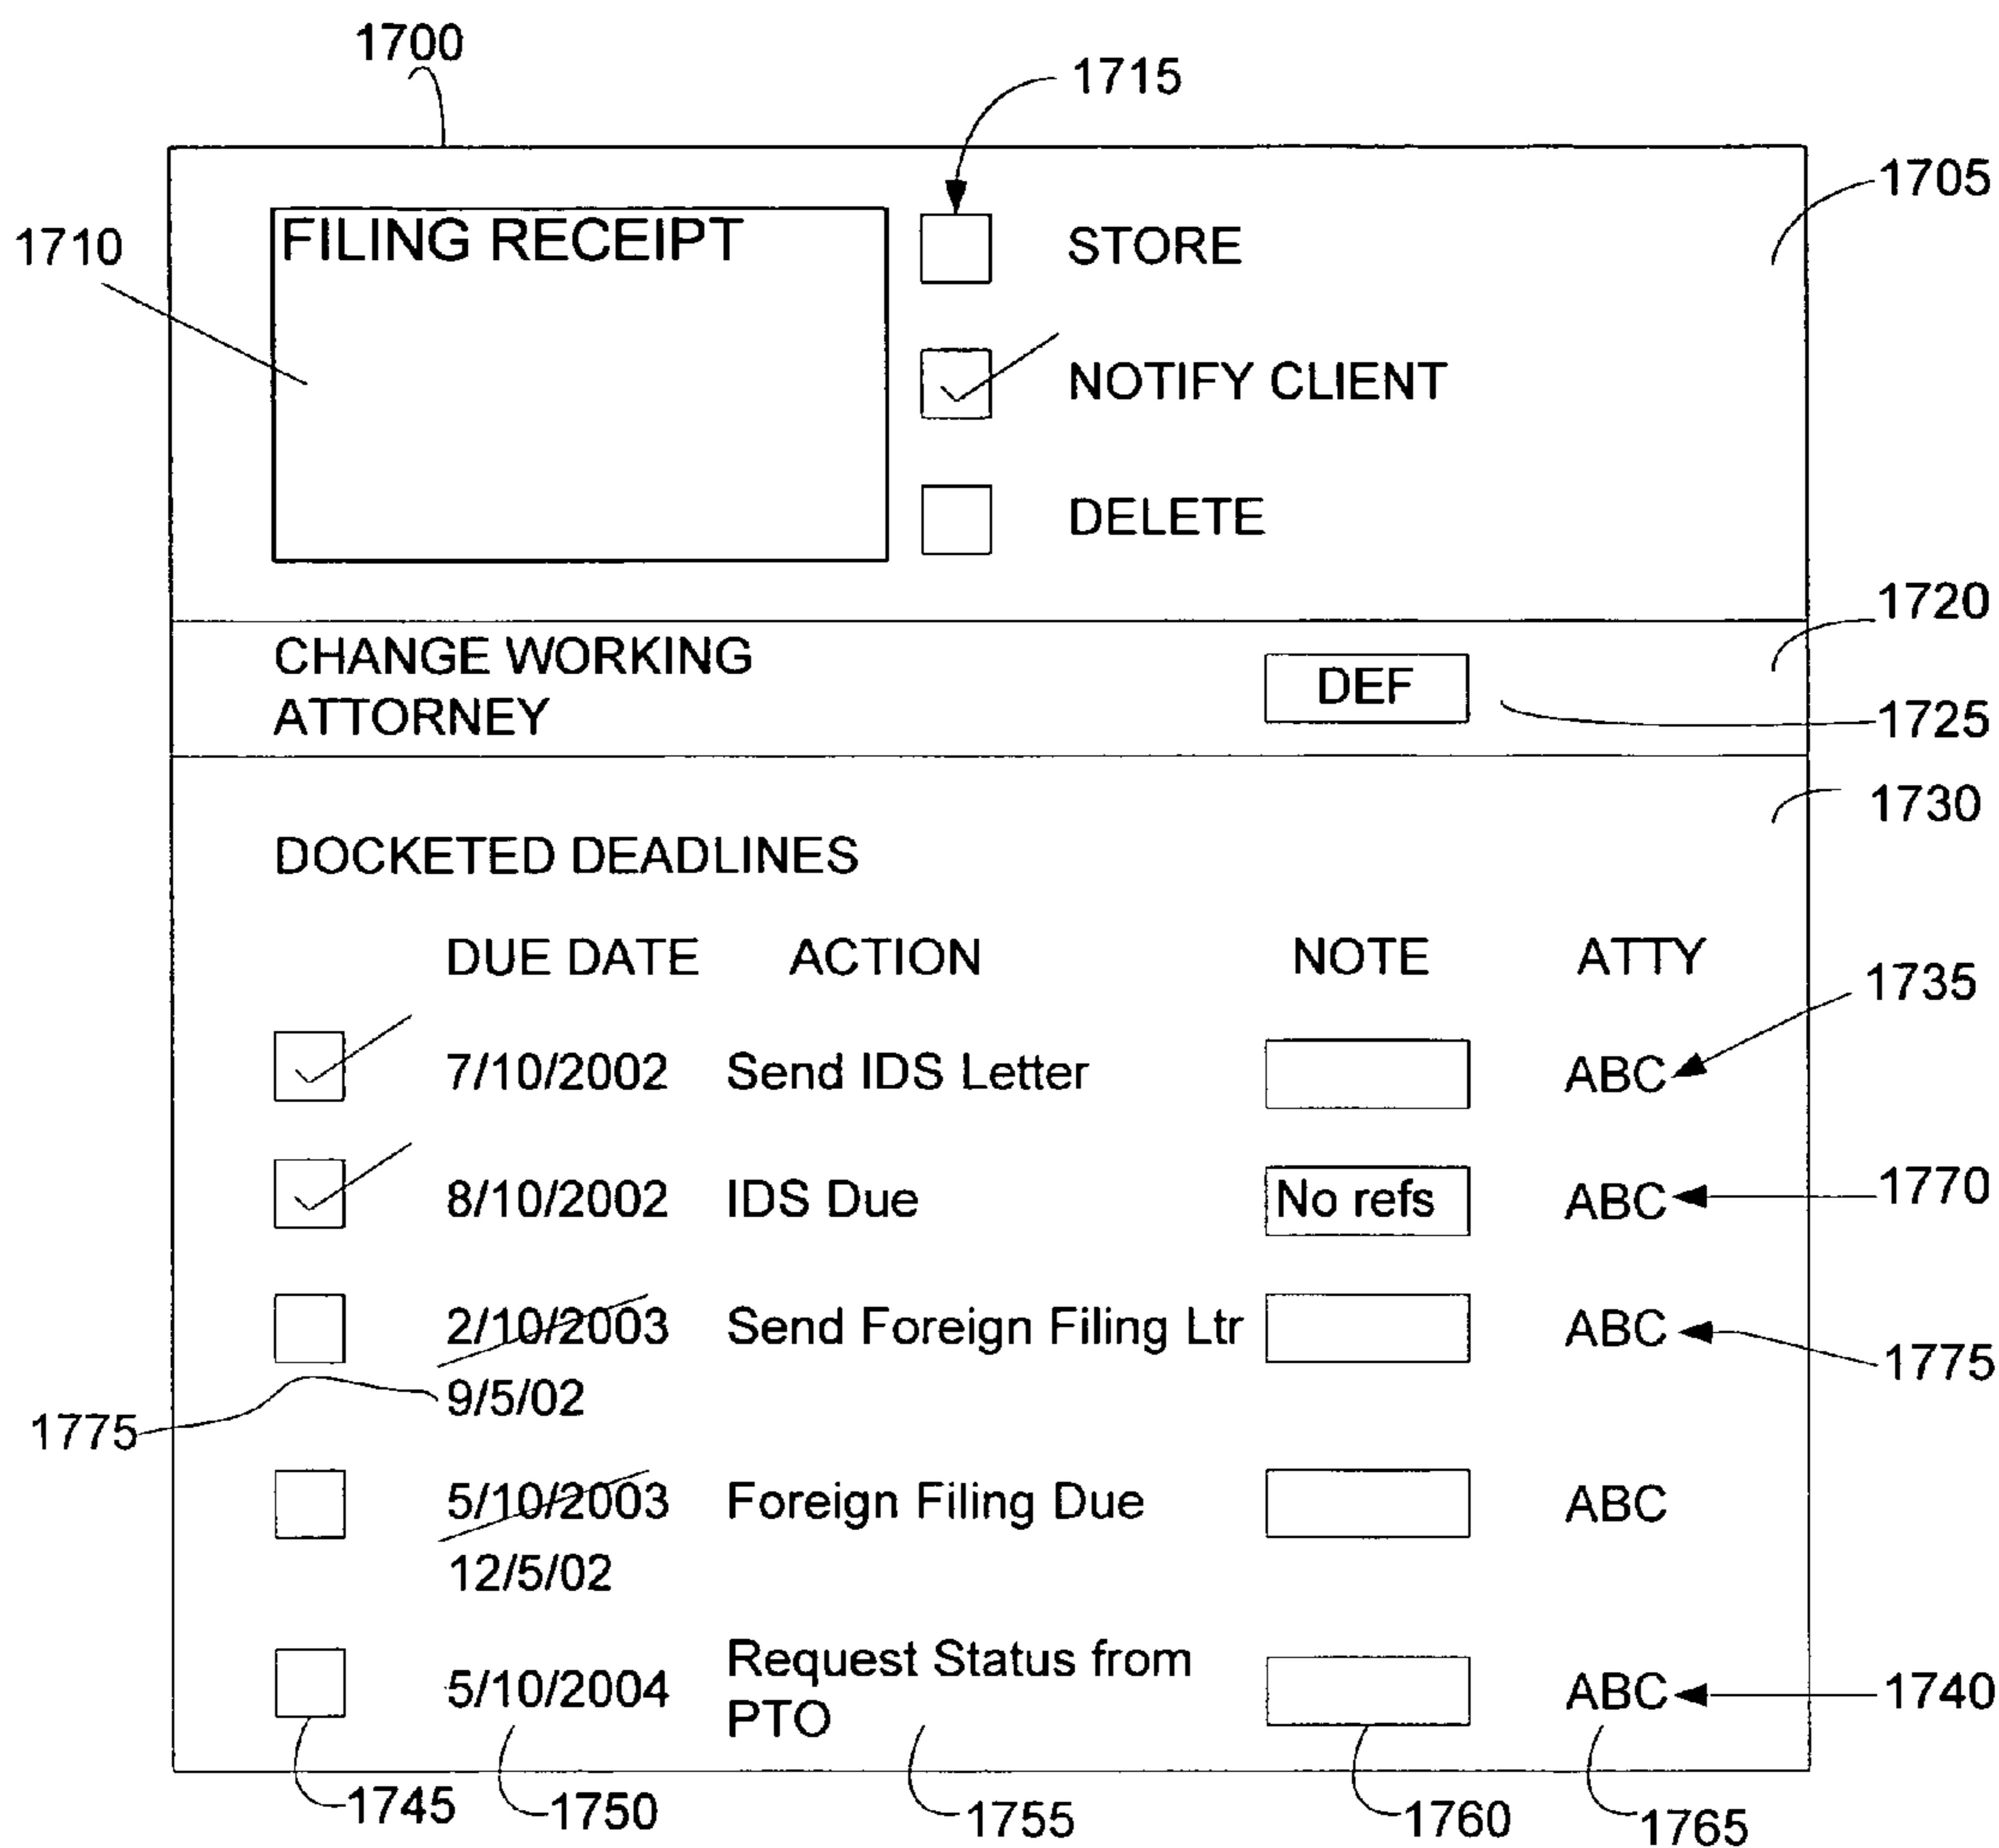 1700
1715
1705
1710
FILING RECEIPT
STORE
NOTIFY CLIENT
DELETE
1720
CHANGE WORKING
ATTORNEY
DEF
1725
1730
DOCKETED DEADLINES
DUE DATE ACTION NOTE ATTY
1735
7/10/2002 Send IDS Letter ABC
8/10/2002 IDS Due No refs ABC 1770
2/10/2003 Send Foreign Filing Ltr ABC 1775
1775 9/5/02
5/10/2003 Foreign Filing Due ABC
12/5/02
Request Status from
PTO
5/10/2004 ABC 1740
1745 1750 1755 1760 1765